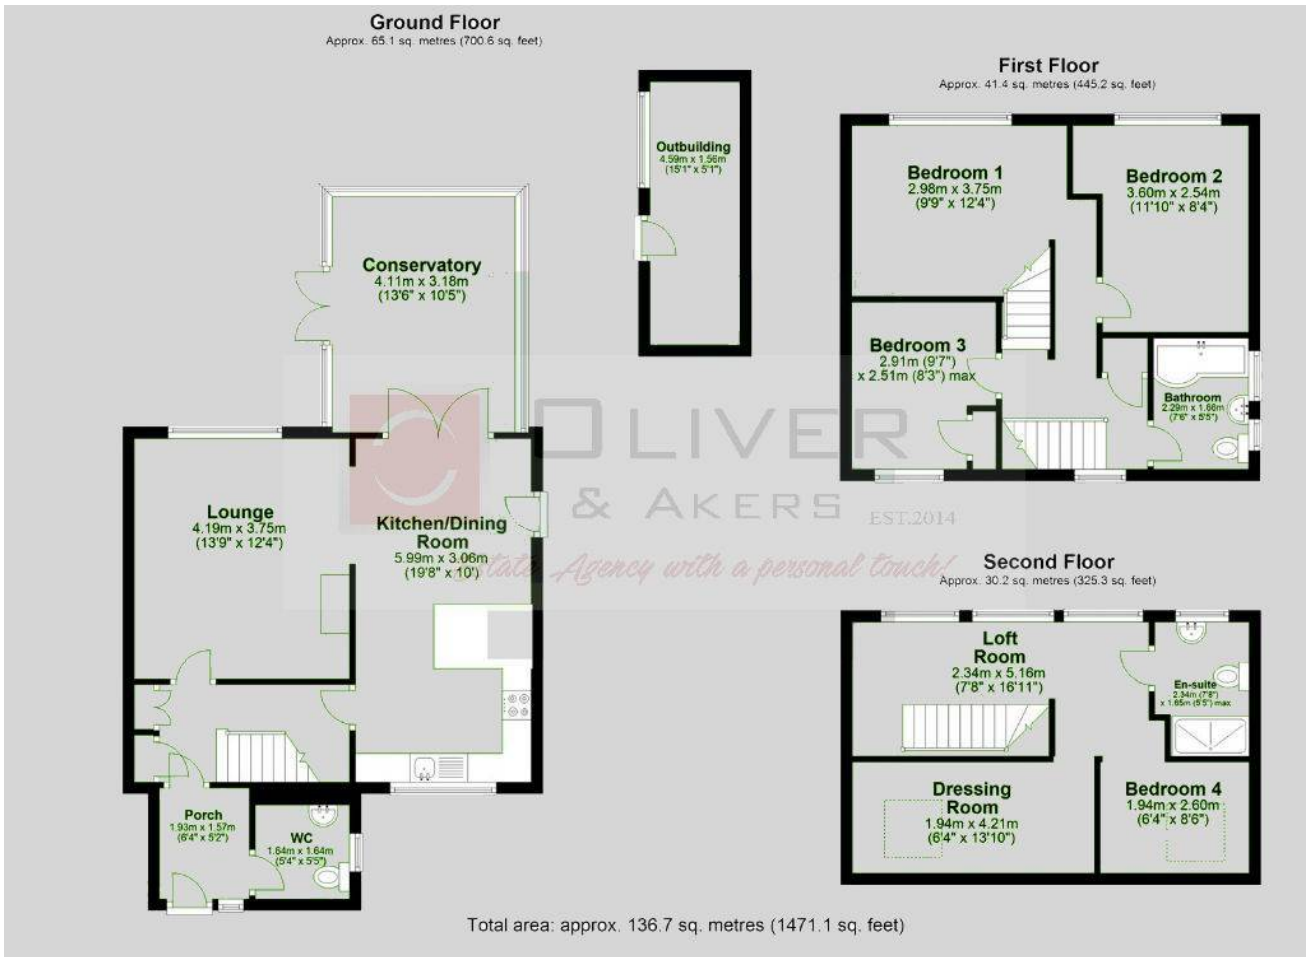 Ground Floor
Approx. 65.1 sq. metres (700.6 sq. feet)
First Floor
Approx. 41.4 sq. metres (445.2 sq. feet)
Outbuilding
4.59m x 1.56m
(15'1" x 5'1")
Bedroom 1
2.98m x 3.75m
(9'9" x 12'4")
Bedroom 2
3.60m x 2.54m
(11'10" x 8'4")
Conservatory
4.11m x 3.18m
(13'6" x 10'5")
Bedroom 3
2.91m (9'7")
x 2.51m (8'3") max
Bathroom
2.29m x 1.66m
(7'6" x 5'5")
OLIVER
& AKERS
EST.2014
Estate Agency with a personal touch!
Lounge
4.19m x 3.75m
(13'9" x 12'4")
Kitchen/Dining
Room
5.99m x 3.06m
(19'8" x 10')
Second Floor
Approx. 30.2 sq. metres (325.3 sq. feet)
Loft
Room
2.34m x 5.16m
(7'8" x 16'11")
En-suite
2.34m (7'8")
x 1.65m (5'5") max
Dressing
Room
1.94m x 4.21m
(6'4" x 13'10")
Bedroom 4
1.94m x 2.60m
(6'4" x 8'6")
Porch
1.93m x 1.57m
(6'4" x 5'2")
WC
1.64m x 1.64m
(5'4" x 5'5")
Total area: approx. 136.7 sq. metres (1471.1 sq. feet)